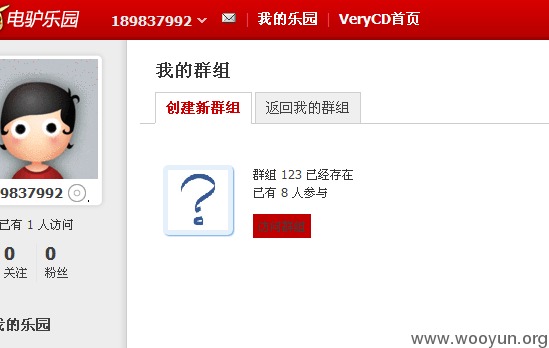 电驴乐园 189837992 我的乐园 VeryCD首页
我的群组
创建新群组 返回我的群组
群组 123 已经存在
已有 8 人参与
9837992
已有 1 人访问
0 0
关注 粉丝
我的乐园
www.wooyun.org